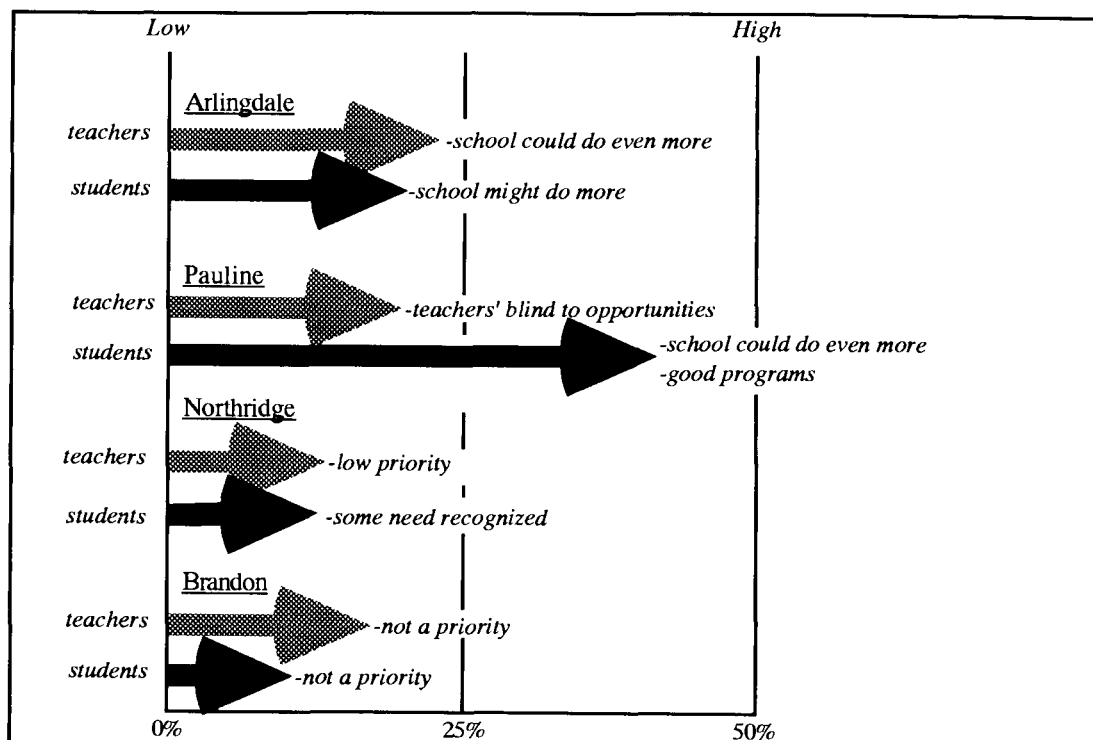 Low High
Arlingdale
teachers -school could do even more
students -school might do more
Pauline
teachers -teachers' blind to opportunities
students -school could do even more
-good programs
Northridge
teachers -low priority
students -some need recognized
Brandon
teachers -not a priority
students -not a priority
0% 25% 50%